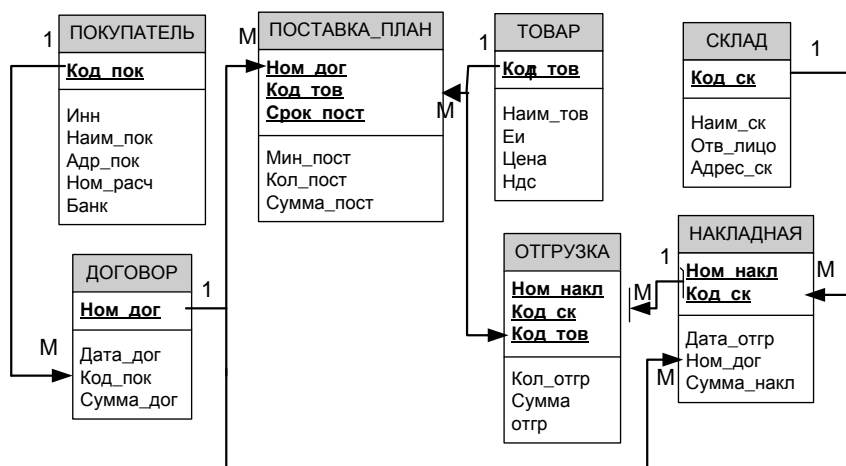 ПОКУПАТЕЛЬ
1
Код_пок
Инн
Наим_пок
Адр_пок
Ном_расч
Банк
ПОСТАВКА_ПЛАН
М
Ном_дог
Код_тов
Срок_пост
Мин_пост
Кол_пост
Сумма_пост
ТОВАР
1
Код_тов
М
Наим_тов
Еи
Цена
Ндс
СКЛАД
1
Код_ск
Наим_ск
Отв_лицо
Адрес_ск
ДОГОВОР
1
Ном_дог
М
Дата_дог
Код_пок
Сумма_дог
ОТГРУЗКА
М
Ном_накл
Код_ск
Код_тов
Кол_отгр
Сумма
отгр
НАКЛАДНАЯ
1
М
Ном_накл
Код_ск
Дата_отгр
Ном_дог
М
Сумма_накл